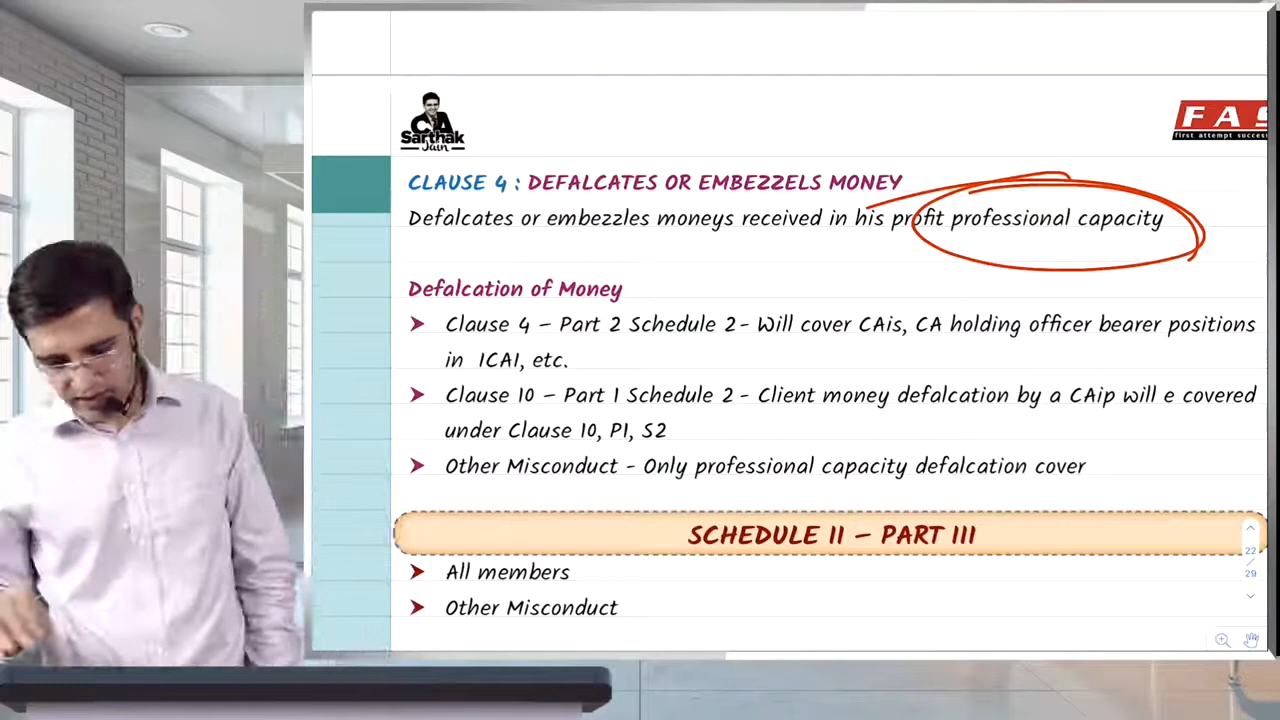 CA
Sarthak
Jain
FAS
first attempt succes
CLAUSE 4 : DEFALCATES OR EMBEZZELS MONEY
Defalcates or embezzles moneys received in his profit professional capacity
Defalcation of Money
➤ Clause 4 – Part 2 Schedule 2- Will cover CAis, CA holding officer bearer positions
in ICAI, etc.
➤ Clause 10 – Part 1 Schedule 2 - Client money defalcation by a CAip will e covered
under Clause 10, P1, S2
➤ Other Misconduct - Only professional capacity defalcation cover
SCHEDULE II – PART III
➤ All members
➤ Other Misconduct
22
29